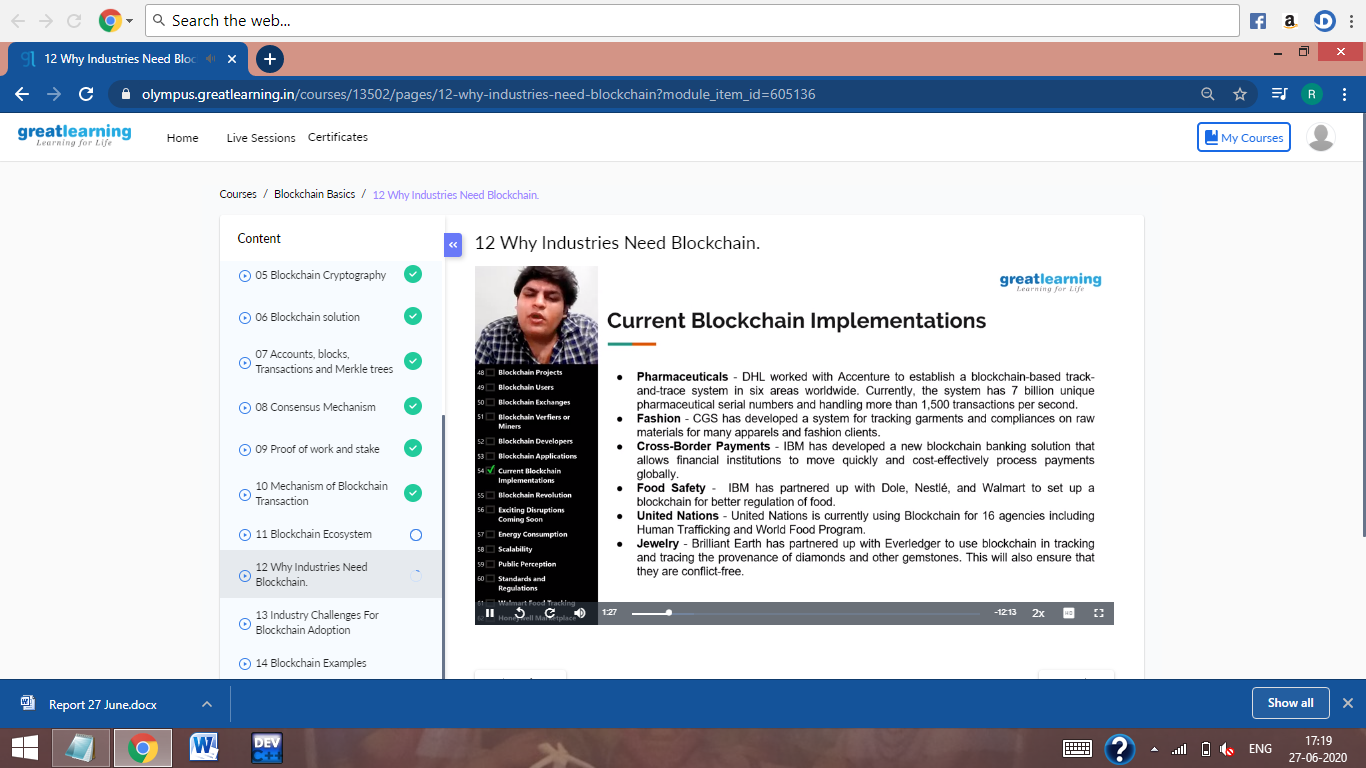 Search the web...
12 Why Industries Need Bloc
olympus.greatlearning.in/courses/13502/pages/12-why-industries-need-blockchain?module_item_id=605136
R
greatlearning
Learning for Life
Home
Live Sessions
Certificates
My Courses
Courses / Blockchain Basics / 12 Why Industries Need Blockchain.
Content
05 Blockchain Cryptography
06 Blockchain solution
07 Accounts, blocks,
Transactions and Merkle trees
08 Consensus Mechanism
09 Proof of work and stake
10 Mechanism of Blockchain
Transaction
11 Blockchain Ecosystem
12 Why Industries Need
Blockchain.
13 Industry Challenges For
Blockchain Adoption
14 Blockchain Examples
12 Why Industries Need Blockchain.
greatlearning
Learning for Life
Current Blockchain Implementations
48 Blockchain Projects
49 Blockchain Users
50 Blockchain Exchanges
51 Blockchain Verfiers or
Miners
52 Blockchain Developers
53 Blockchain Applications
54 Current Blockchain
Implementations
55 Blockchain Revolution
56 Exciting Disruptions
Coming Soon
57 Energy Consumption
58 Scalability
59 Public Perception
60 Standards and
Regulations
61 Walmart Food Tracking
Honeywell Marketplace
● Pharmaceuticals - DHL worked with Accenture to establish a blockchain-based track-
and-trace system in six areas worldwide. Currently, the system has 7 billion unique
pharmaceutical serial numbers and handling more than 1,500 transactions per second.
● Fashion - CGS has developed a system for tracking garments and compliances on raw
materials for many apparels and fashion clients.
● Cross-Border Payments - IBM has developed a new blockchain banking solution that
allows financial institutions to move quickly and cost-effectively process payments
globally.
● Food Safety - IBM has partnered up with Dole, Nestlé, and Walmart to set up a
blockchain for better regulation of food.
● United Nations - United Nations is currently using Blockchain for 16 agencies including
Human Trafficking and World Food Program.
● Jewelry - Brilliant Earth has partnered up with Everledger to use blockchain in tracking
and tracing the provenance of diamonds and other gemstones. This will also ensure that
they are conflict-free.
1:27
-12:13
2x
HD
Report 27 June.docx
Show all
DEV
C++
ENG
17:19
27-06-2020